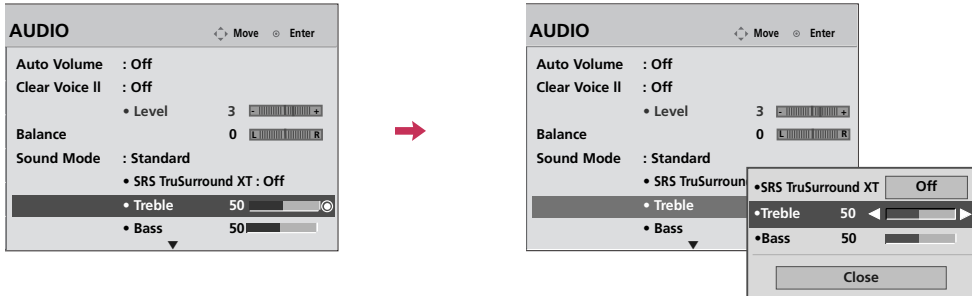 AUDIO Move Enter
Auto Volume : Off
Clear Voice II : Off
• Level 3 - +
Balance 0 L R
Sound Mode : Standard
• SRS TruSurround XT : Off
• Treble 50
• Bass 50
AUDIO Move Enter
Auto Volume : Off
Clear Voice II : Off
• Level 3 - +
Balance 0 L R
Sound Mode : Standard
• SRS TruSurroun
• Treble
• Bass
•SRS TruSurround XT Off
•Treble 50
•Bass 50
Close